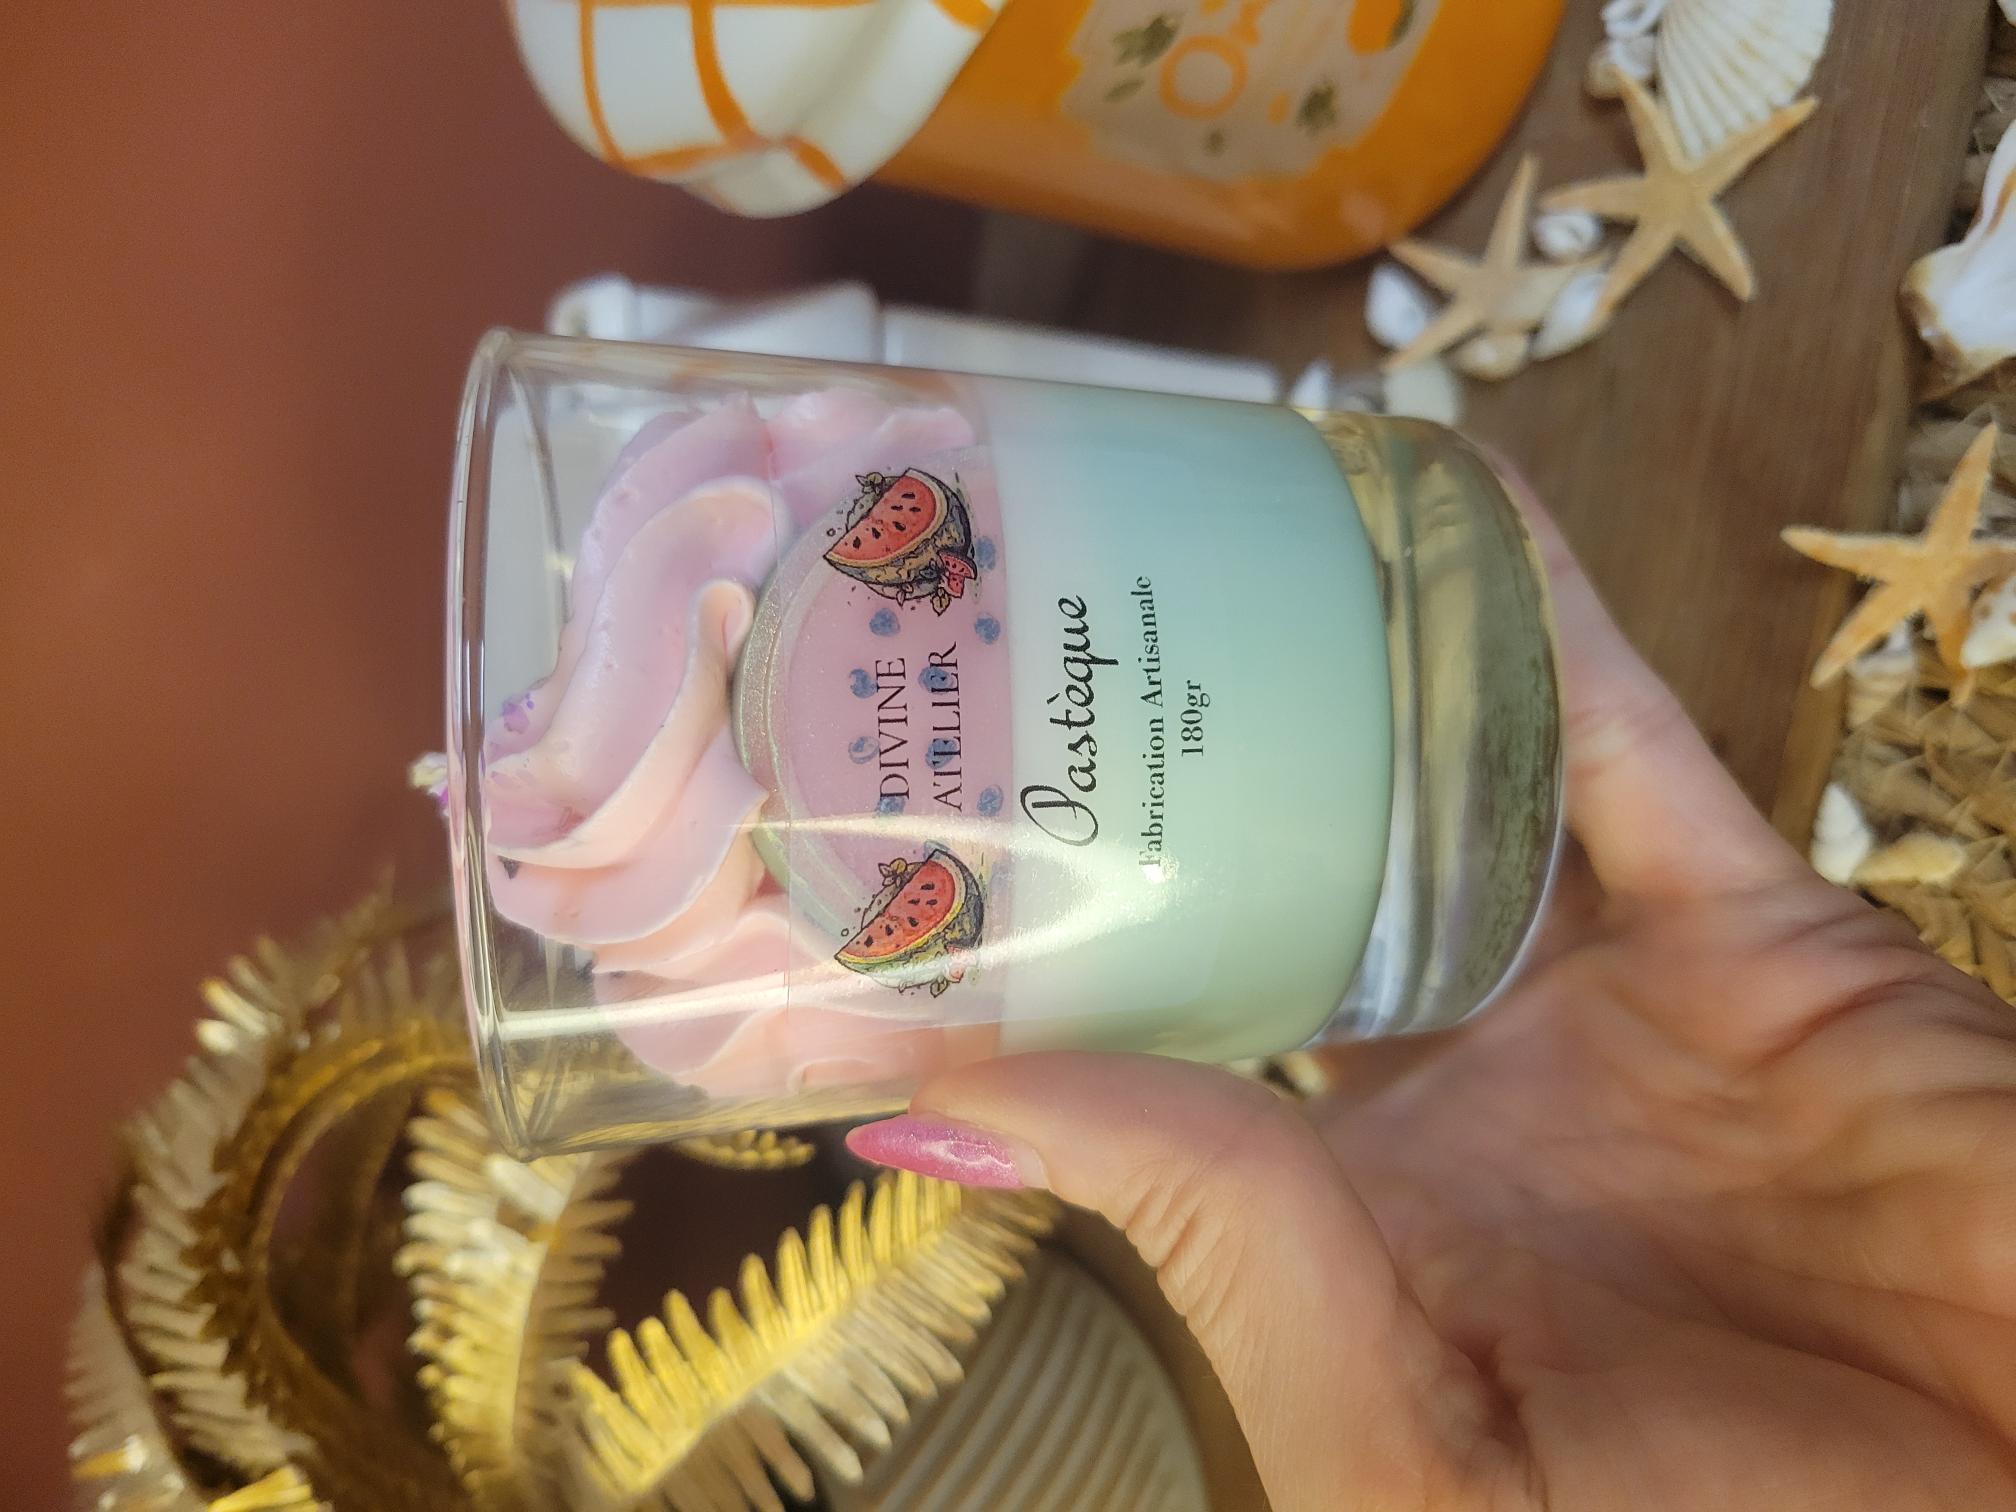 DIVINE
ATELIER
Pastèque
Fabrication Artisanale
180gr